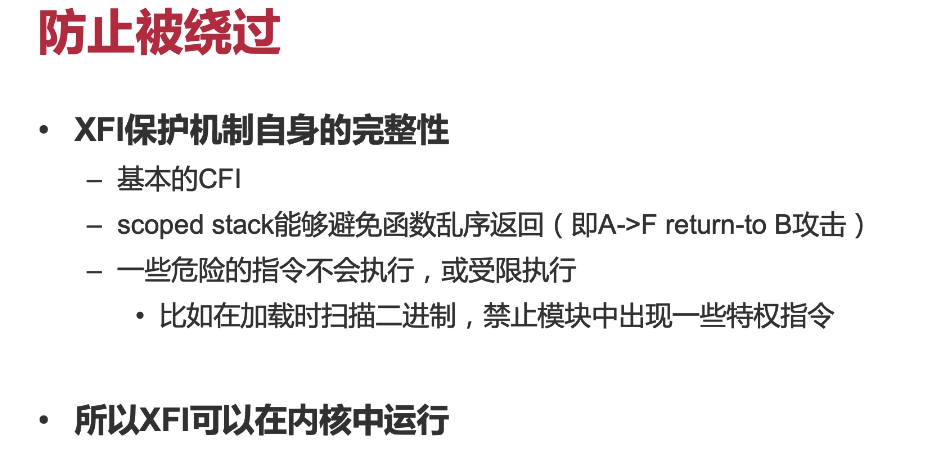 防止被绕过
• XFI保护机制自身的完整性
– 基本的CFI
– scoped stack能够避免函数乱序返回（即A->F return-to B攻击）
– 一些危险的指令不会执行，或受限执行
• 比如在加载时扫描二进制，禁止模块中出现一些特权指令
• 所以XFI可以在内核中运行